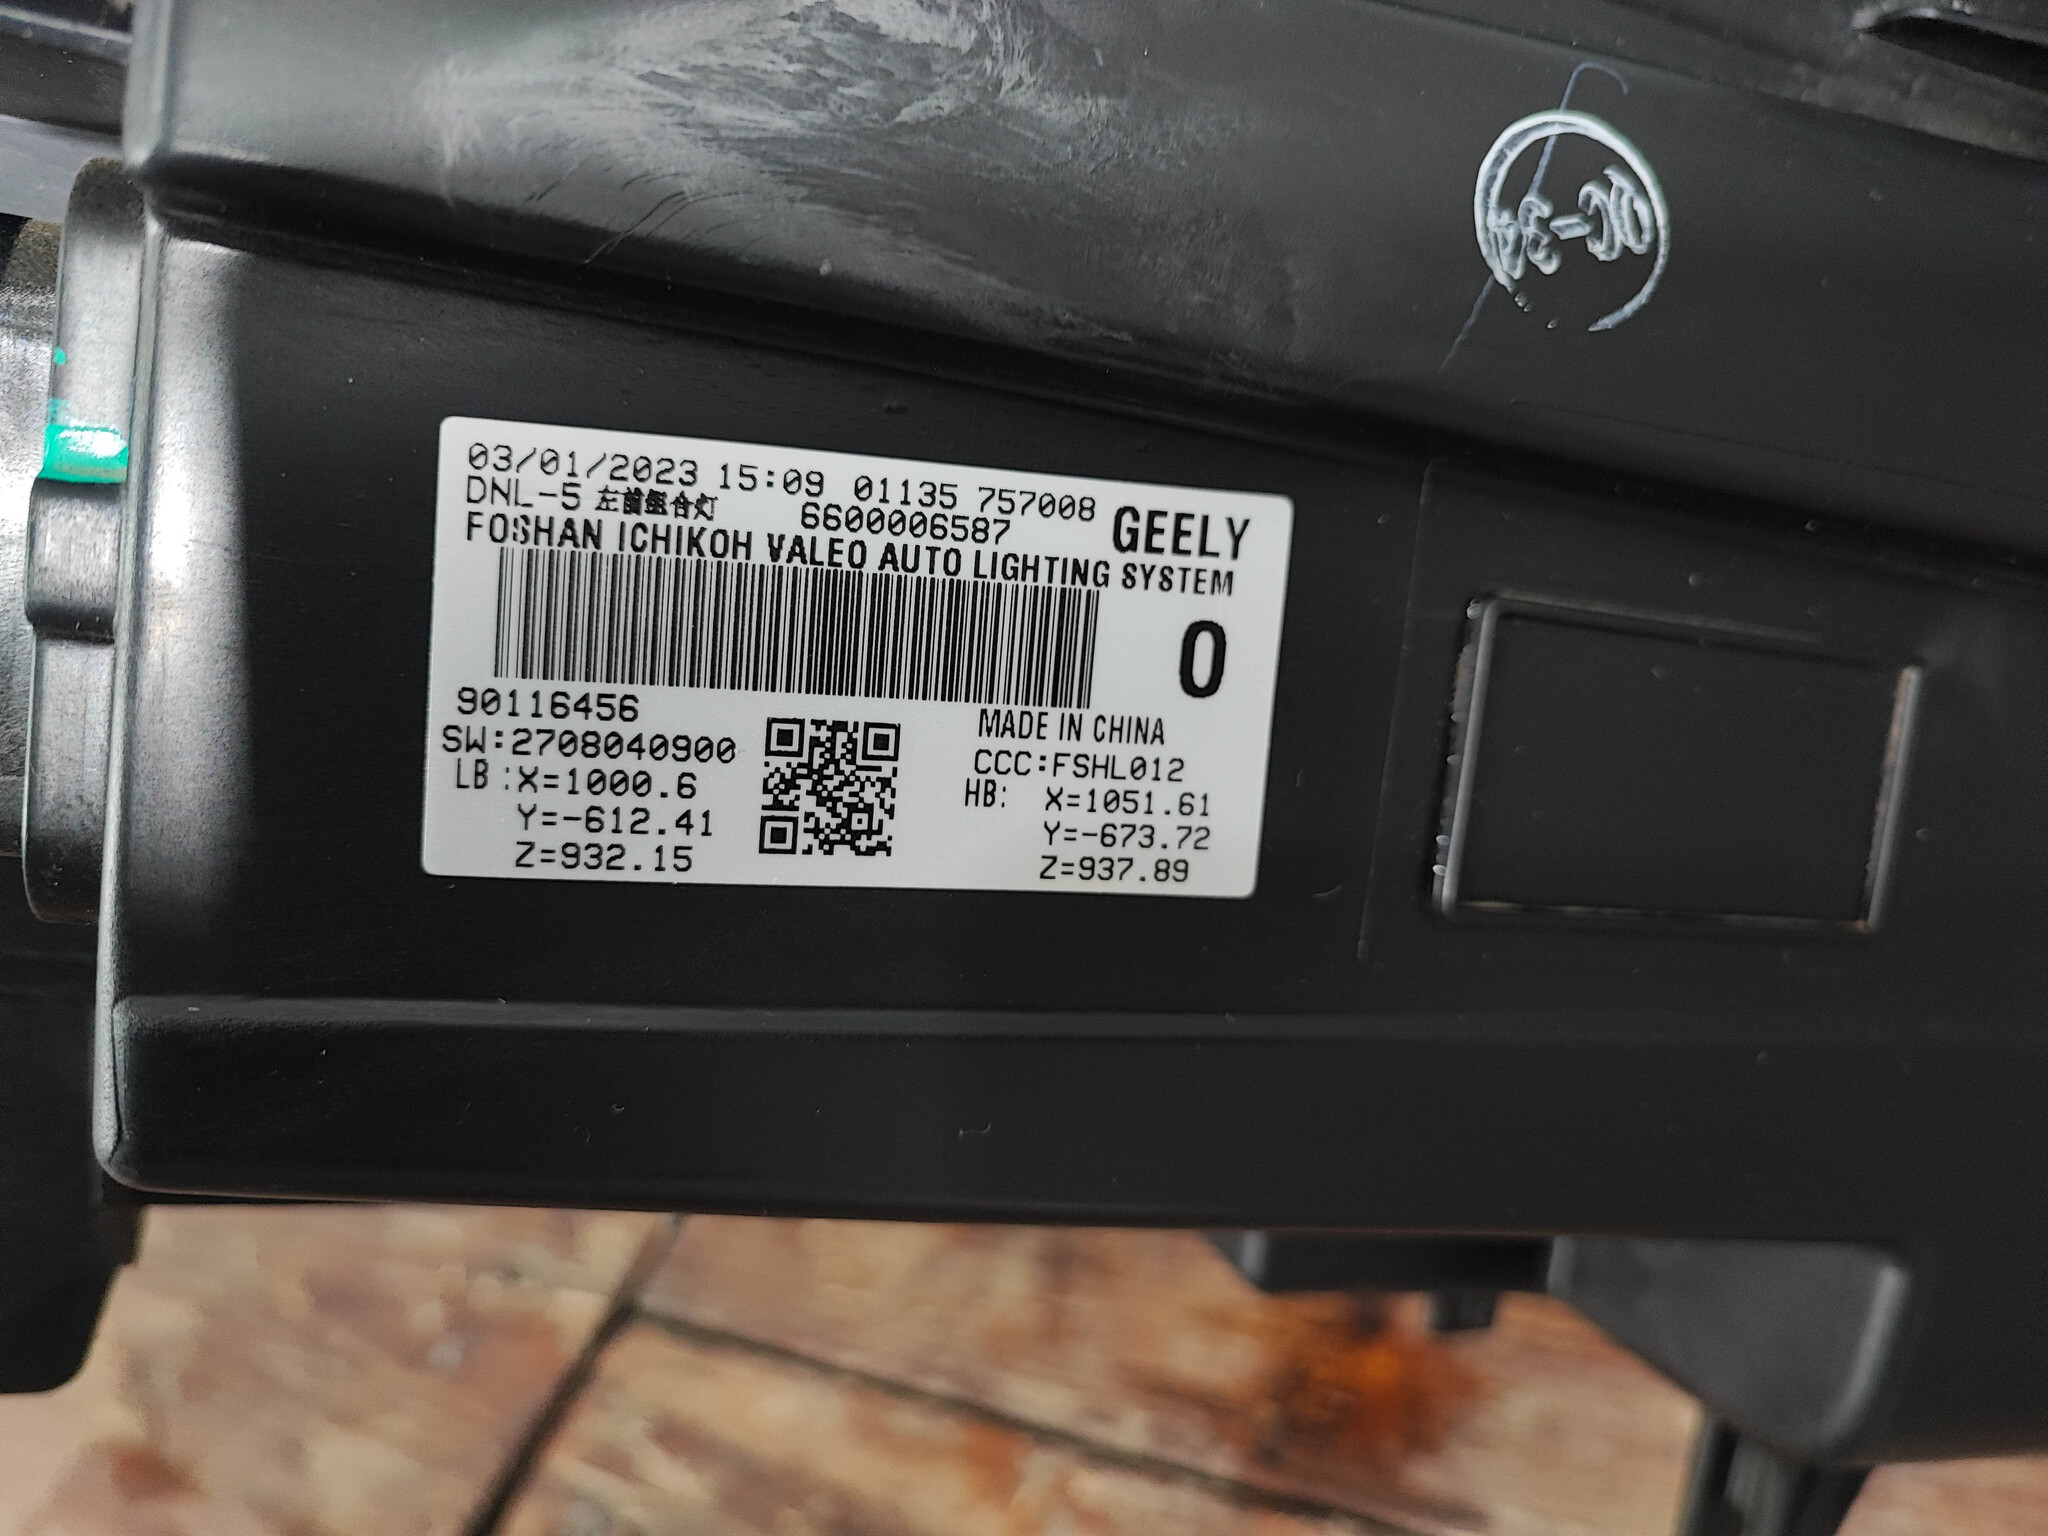 03/01/2023 15:09 01135 757008
DNL-5 左前组合灯 6600006587 GEELY
FOSHAN ICHIKOH VALEO AUTO LIGHTING SYSTEM
0
90116456
MADE IN CHINA
SW:2708040900
CCC:FSHL012
LB:X=1000.6
HB: X=1051.61
Y=-612.41
Y=-673.72
Z=932.15
Z=937.89